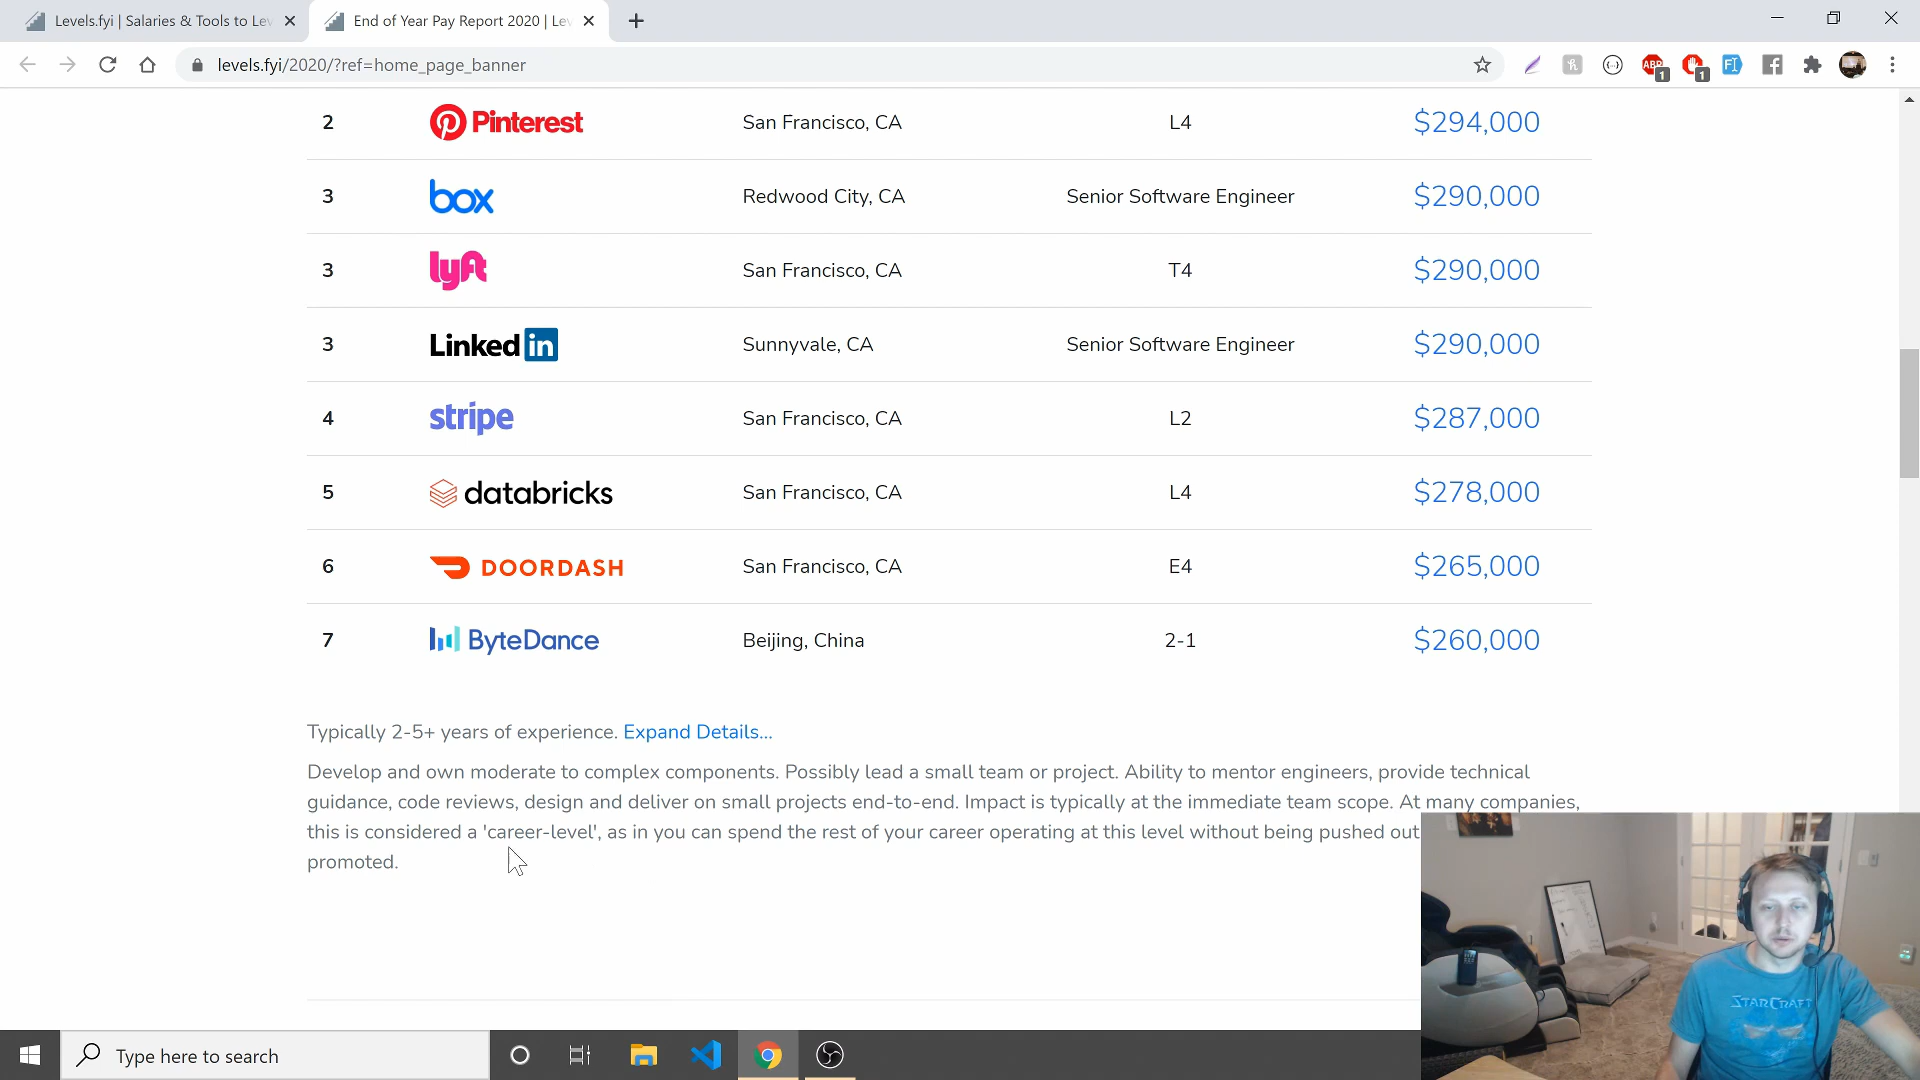 Levels.fyi | Salaries & Tools to Lev
End of Year Pay Report 2020 | Lev
levels.fyi/2020/?ref=home_page_banner
ABP
1
1
2 Pinterest San Francisco, CA L4 $294,000
3 box Redwood City, CA Senior Software Engineer $290,000
3 lyft San Francisco, CA T4 $290,000
3 Linked in Sunnyvale, CA Senior Software Engineer $290,000
4 stripe San Francisco, CA L2 $287,000
5 databricks San Francisco, CA L4 $278,000
6 DOORDASH San Francisco, CA E4 $265,000
7 ByteDance Beijing, China 2-1 $260,000
Typically 2-5+ years of experience. Expand Details...
Develop and own moderate to complex components. Possibly lead a small team or project. Ability to mentor engineers, provide technical
guidance, code reviews, design and deliver on small projects end-to-end. Impact is typically at the immediate team scope. At many companies,
this is considered a 'career-level', as in you can spend the rest of your career operating at this level without being pushed out
promoted.
STARCRAFT
Type here to search